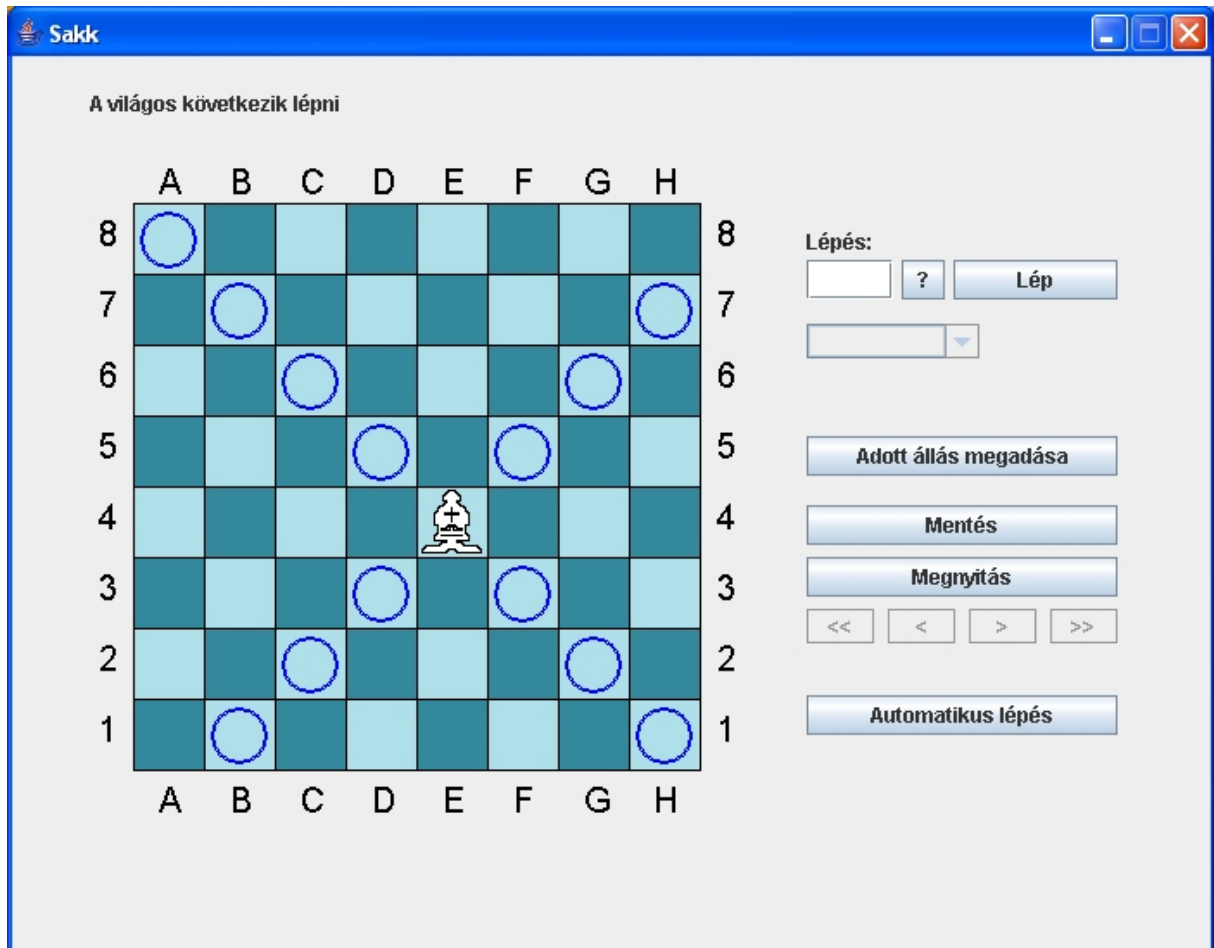 Sakk
A világos következik lépni
A B C D E F G H
8 8
7 7
6 6
5 5
4 4
3 3
2 2
1 1
A B C D E F G H
Lépés:
? Lép
Adott állás megadása
Mentés
Megnyitás
<< < > >>
Automatikus lépés